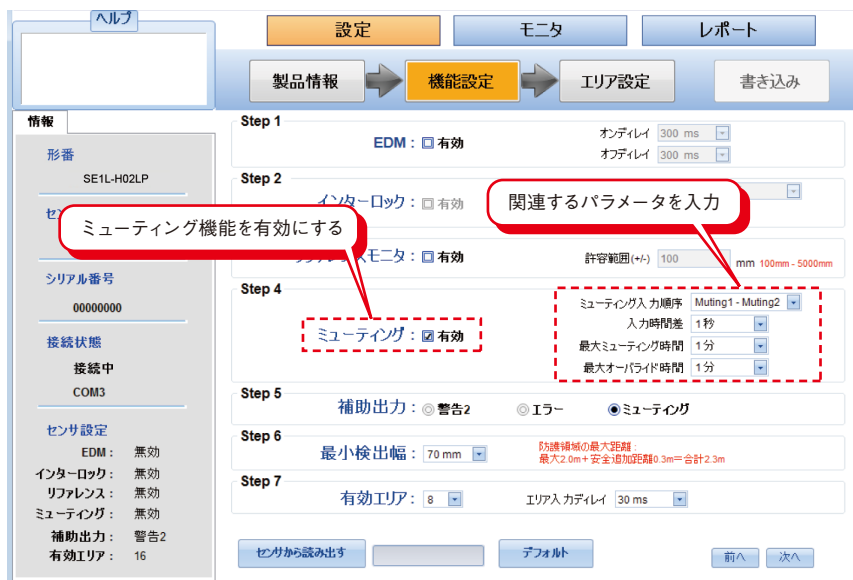 ヘルプ
設定
モニタ
レポート
製品情報
機能設定
エリア設定
書き込み
情報
形番
SE1L-H02LP
セン
シリアル番号
00000000
接続状態
接続中
COM3
センサ設定
EDM： 無効
インターロック： 無効
リファレンス： 無効
ミューティング： 無効
補助出力： 警告2
有効エリア： 16
Step 1
EDM： 有効
オンディレイ 300 ms
オフディレイ 300 ms
Step 2
インターロック： 有効
関連するパラメータを入力
ミューティング機能を有効にする
スモニタ： 有効
許容範囲(+/-) 100 mm 100mm - 5000mm
Step 4
ミューティング： 有効
ミューティング入力順序 Muting1 - Muting2
入力時間差 1秒
最大ミューティング時間 1分
最大オーバライド時間 1分
Step 5
補助出力： 警告2 エラー ミューティング
Step 6
最小検出幅： 70 mm
防護領域の最大距離：
最大2.0m＋安全追加距離0.3m＝合計2.3m
Step 7
有効エリア： 8
エリア入力ディレイ 30 ms
センサから読み出す
デフォルト
前へ
次へ